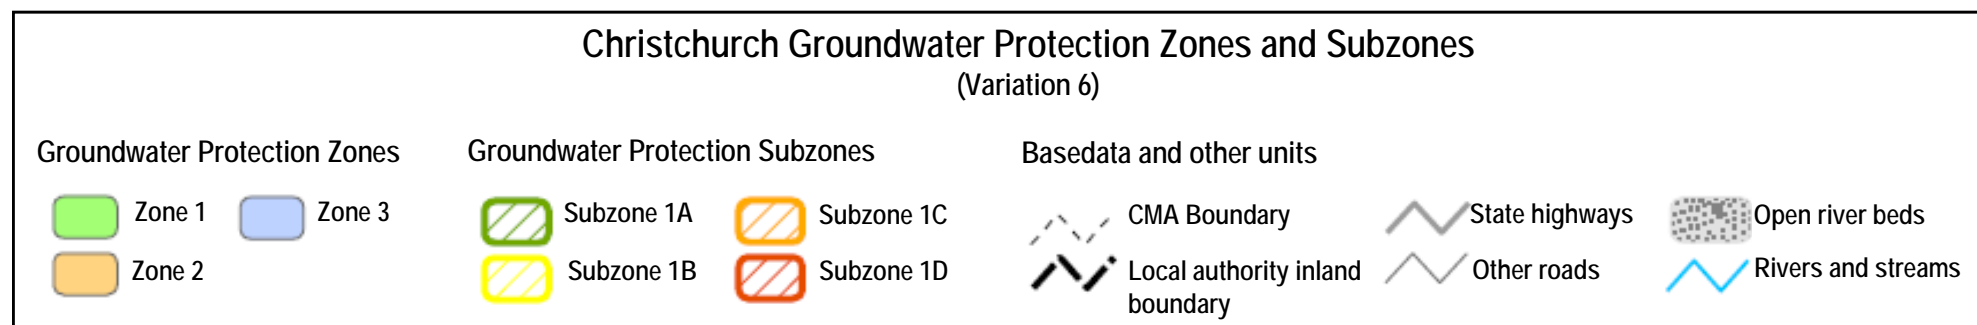 Christchurch Groundwater Protection Zones and Subzones
(Variation 6)
Groundwater Protection Zones
Zone 1
Zone 3
Zone 2
Groundwater Protection Subzones
Subzone 1A
Subzone 1C
Subzone 1B
Subzone 1D
Basedata and other units
CMA Boundary
State highways
Open river beds
Local authority inland
boundary
Other roads
Rivers and streams